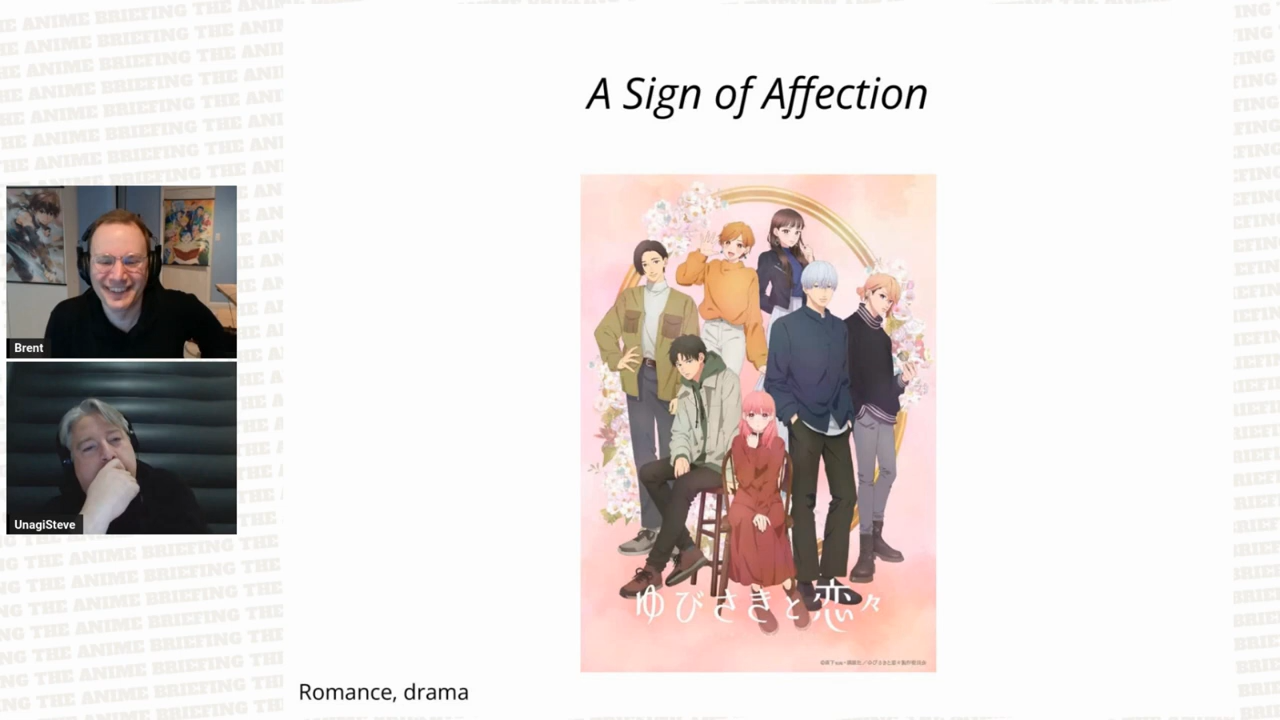 A Sign of Affection
Brent
UnagiSteve
ゆびさきと恋々
Romance, drama
THE ANIME BRIEFING